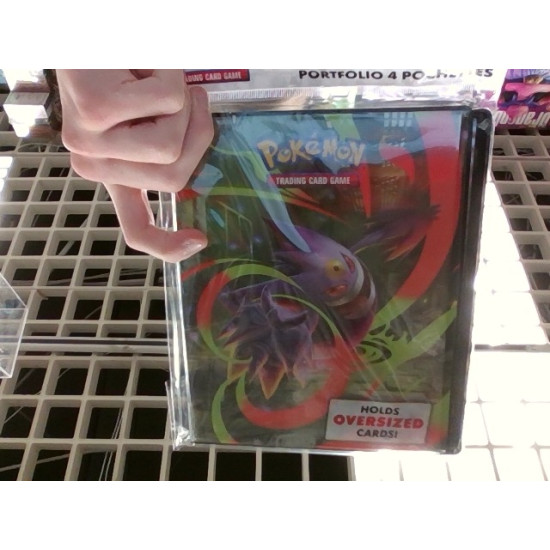 TRADING CARD GAME
PORTFOLIO 4 POCHETTES
POKéMON
TRADING CARD GAME
HOLDS
OVERSIZED
CARDS!